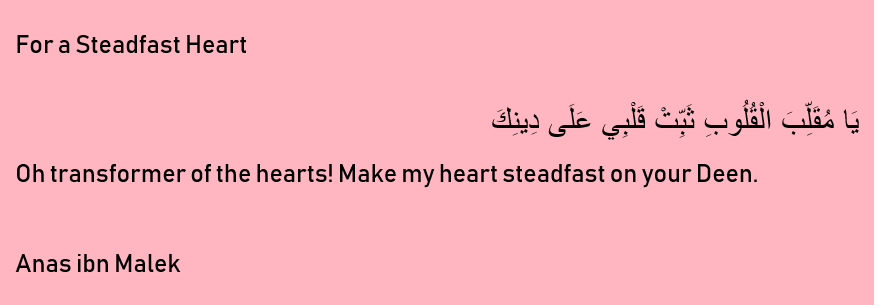 For a Steadfast Heart
يَا مُقَلِّبَ الْقُلُوبِ ثَبِّتْ قَلْبِي عَلَى دِينِكَ
Oh transformer of the hearts! Make my heart steadfast on your Deen.
Anas ibn Malek